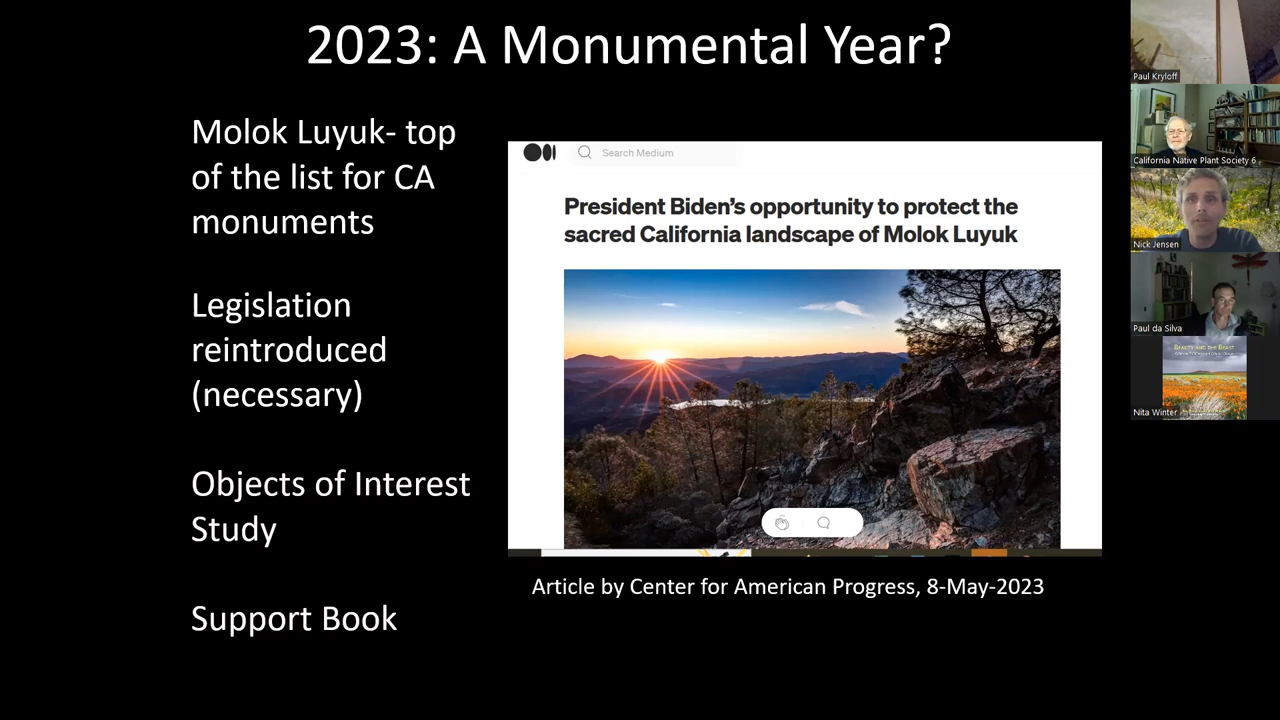 2023: A Monumental Year?
Molok Luyuk- top
of the list for CA
monuments
Legislation
reintroduced
(necessary)
Objects of Interest
Study
Support Book
Search Medium
President Biden's opportunity to protect the
sacred California landscape of Molok Luyuk
Article by Center for American Progress, 8-May-2023
Paul Kryloff
California Native Plant Society 6
Nick Jensen
Paul da Silva
Beauty and the Beast
Nita Winter